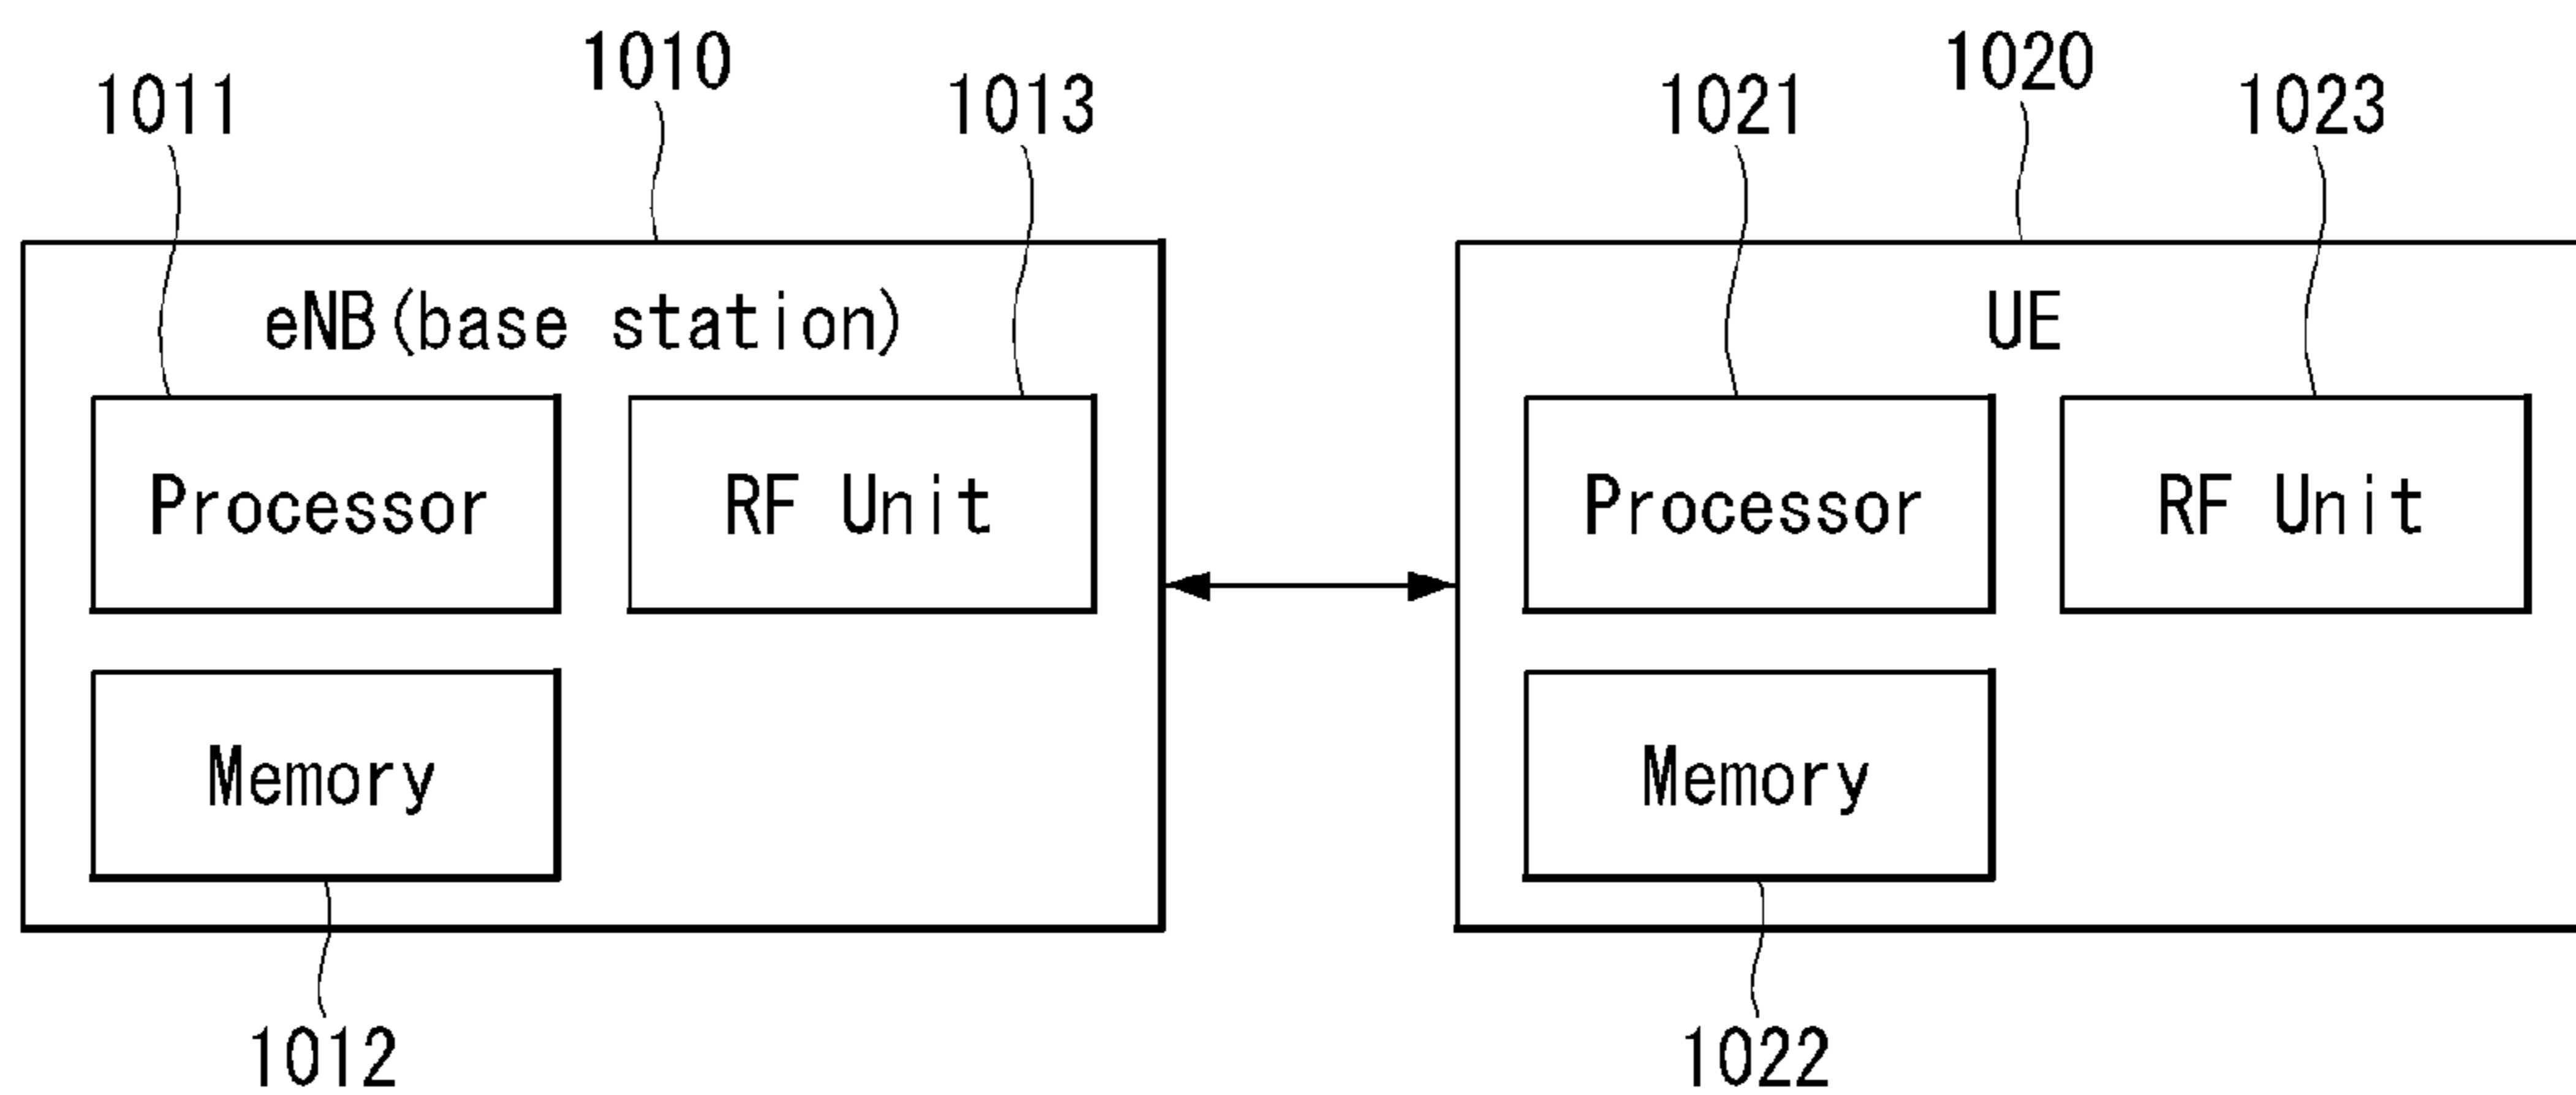 1010
1020
1011
1013
1021
1023
eNB(base station)
UE
Processor
RF Unit
Processor
RF Unit
Memory
Memory
1012
1022